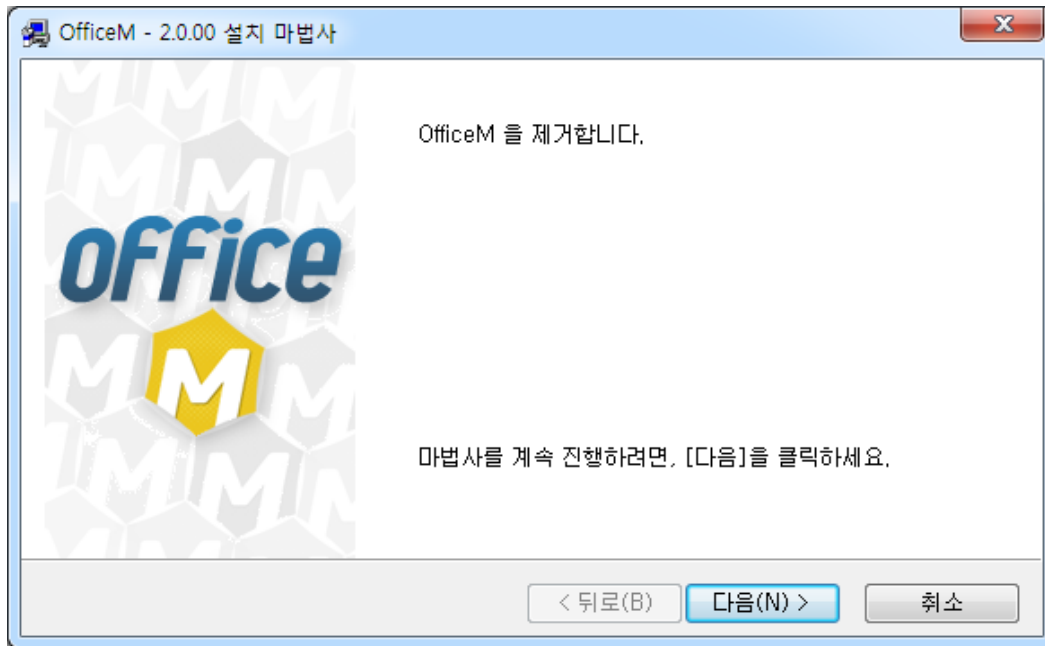 OfficeM - 2.0.00 설치 마법사
OfficeM 을 제거합니다.
office
M
마법사를 계속 진행하려면, [다음]을 클릭하세요.
< 뒤로(B)
다음(N) >
취소